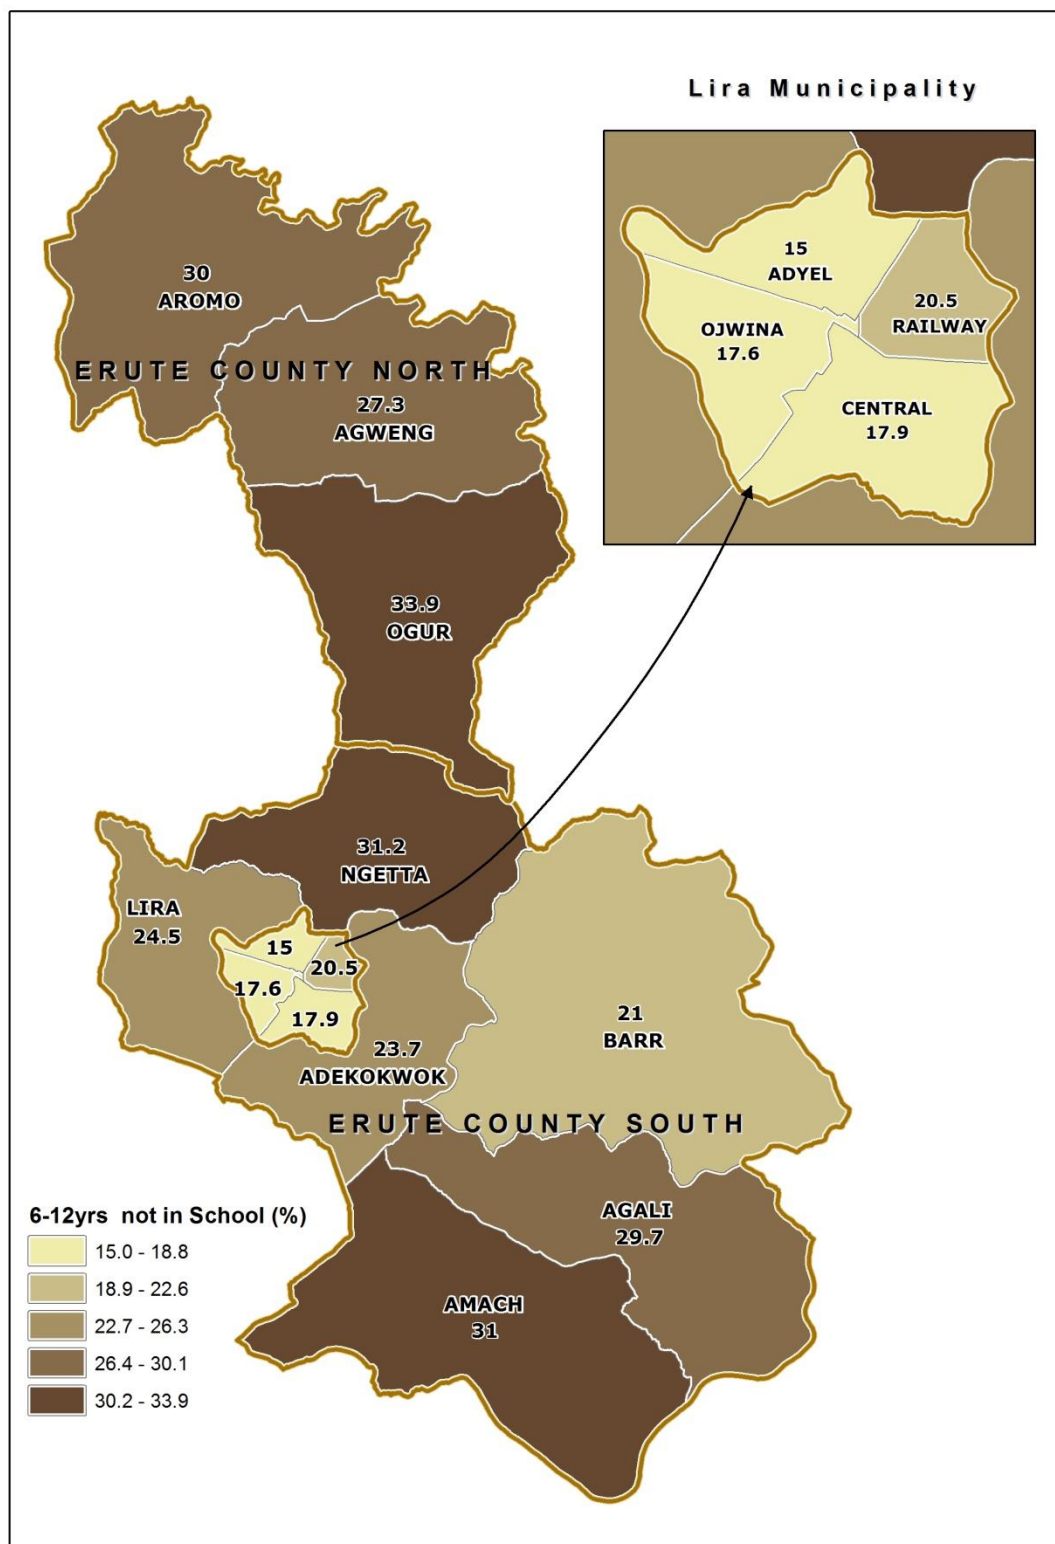 Lira Municipality
15
ADYEL
20.5
RAILWAY
OJWINA
17.6
CENTRAL
17.9
30
AROMO
ERUTE COUNTY NORTH
27.3
AGWENG
33.9
OGUR
31.2
NGETTA
LIRA
24.5
15
20.5
17.6
17.9
23.7
ADEKOKWOK
21
BARR
ERUTE COUNTY SOUTH
AGALI
29.7
AMACH
31
6-12yrs not in School (%)
15.0 - 18.8
18.9 - 22.6
22.7 - 26.3
26.4 - 30.1
30.2 - 33.9